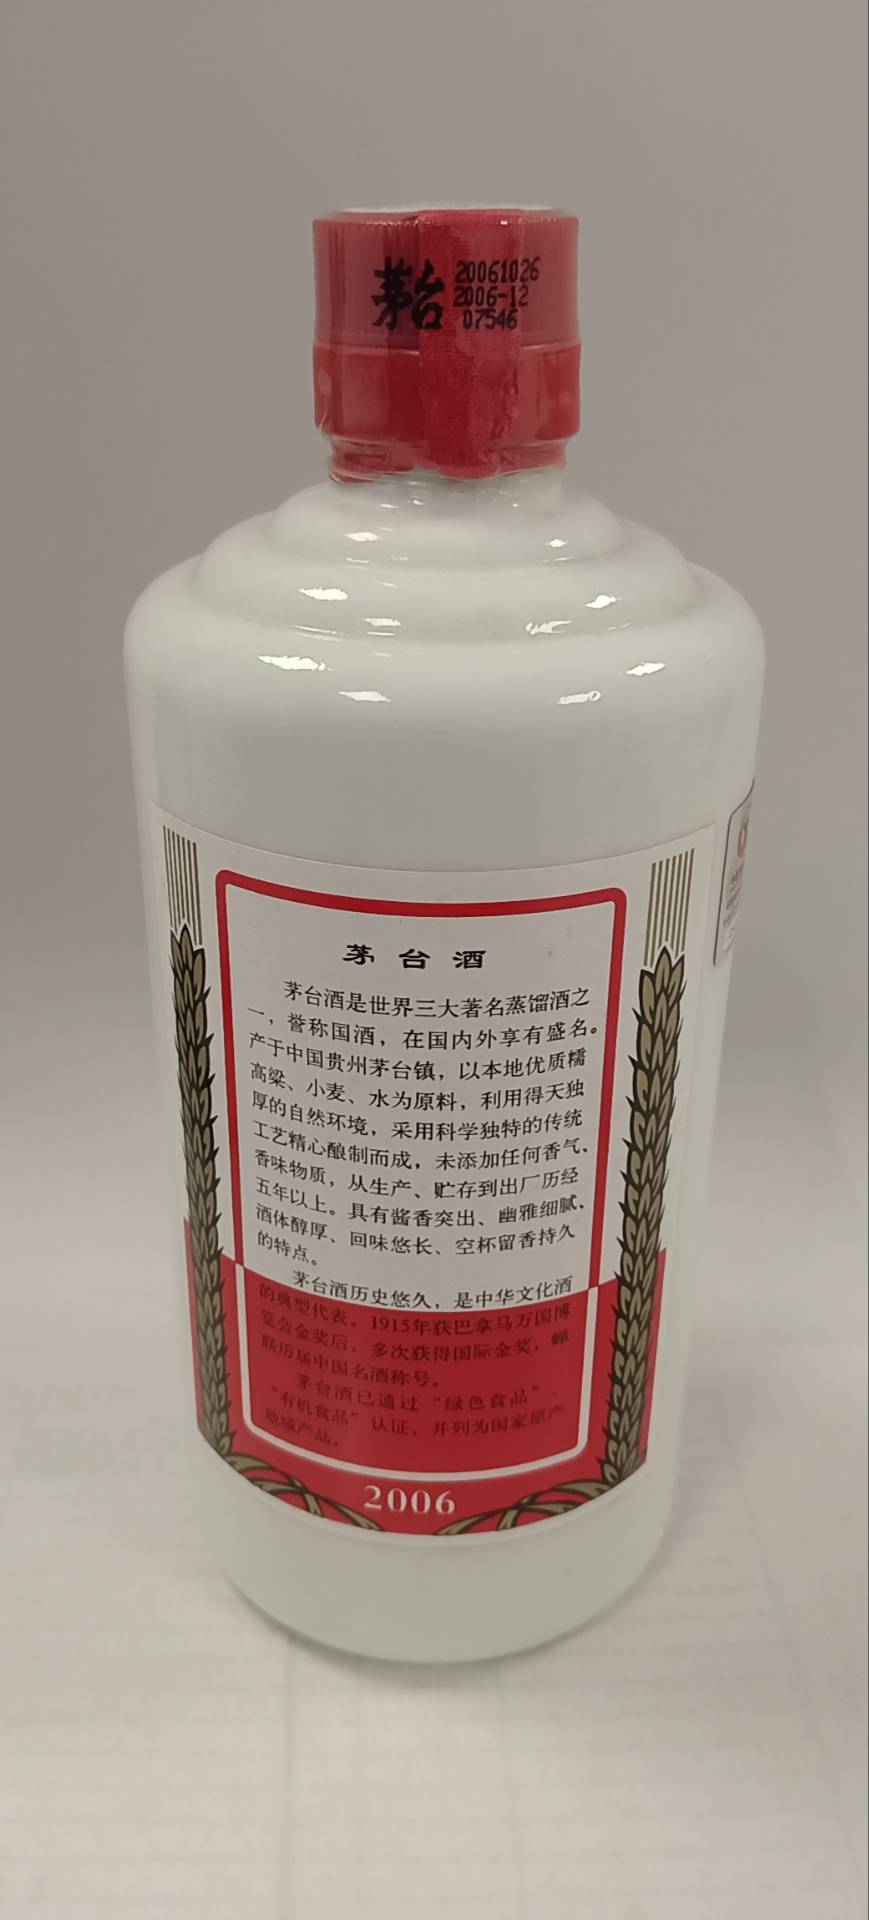 茅台
20061026
2006-12
07546
茅台酒
茅台酒是世界三大著名蒸馏酒之
一，誉称国酒，在国内外享有盛名。
产于中国贵州茅台镇，以本地优质糯
高粱、小麦、水为原料，利用得天独
厚的自然环境，采用科学独特的传统
工艺精心酿制而成，未添加任何香气、
香味物质，从生产、贮存到出厂历经
五年以上。具有酱香突出、幽雅细腻、
酒体醇厚、回味悠长、空杯留香持久
的特点。
茅台酒历史悠久，是中华文化酒
的典型代表。1915年获巴拿马万国博
览会金奖后，多次获得国际金奖，蝉
联历届中国名酒称号。
茅台酒已通过“绿色食品”、
“有机食品”认证，并列为国家原产
地域产品。
2006